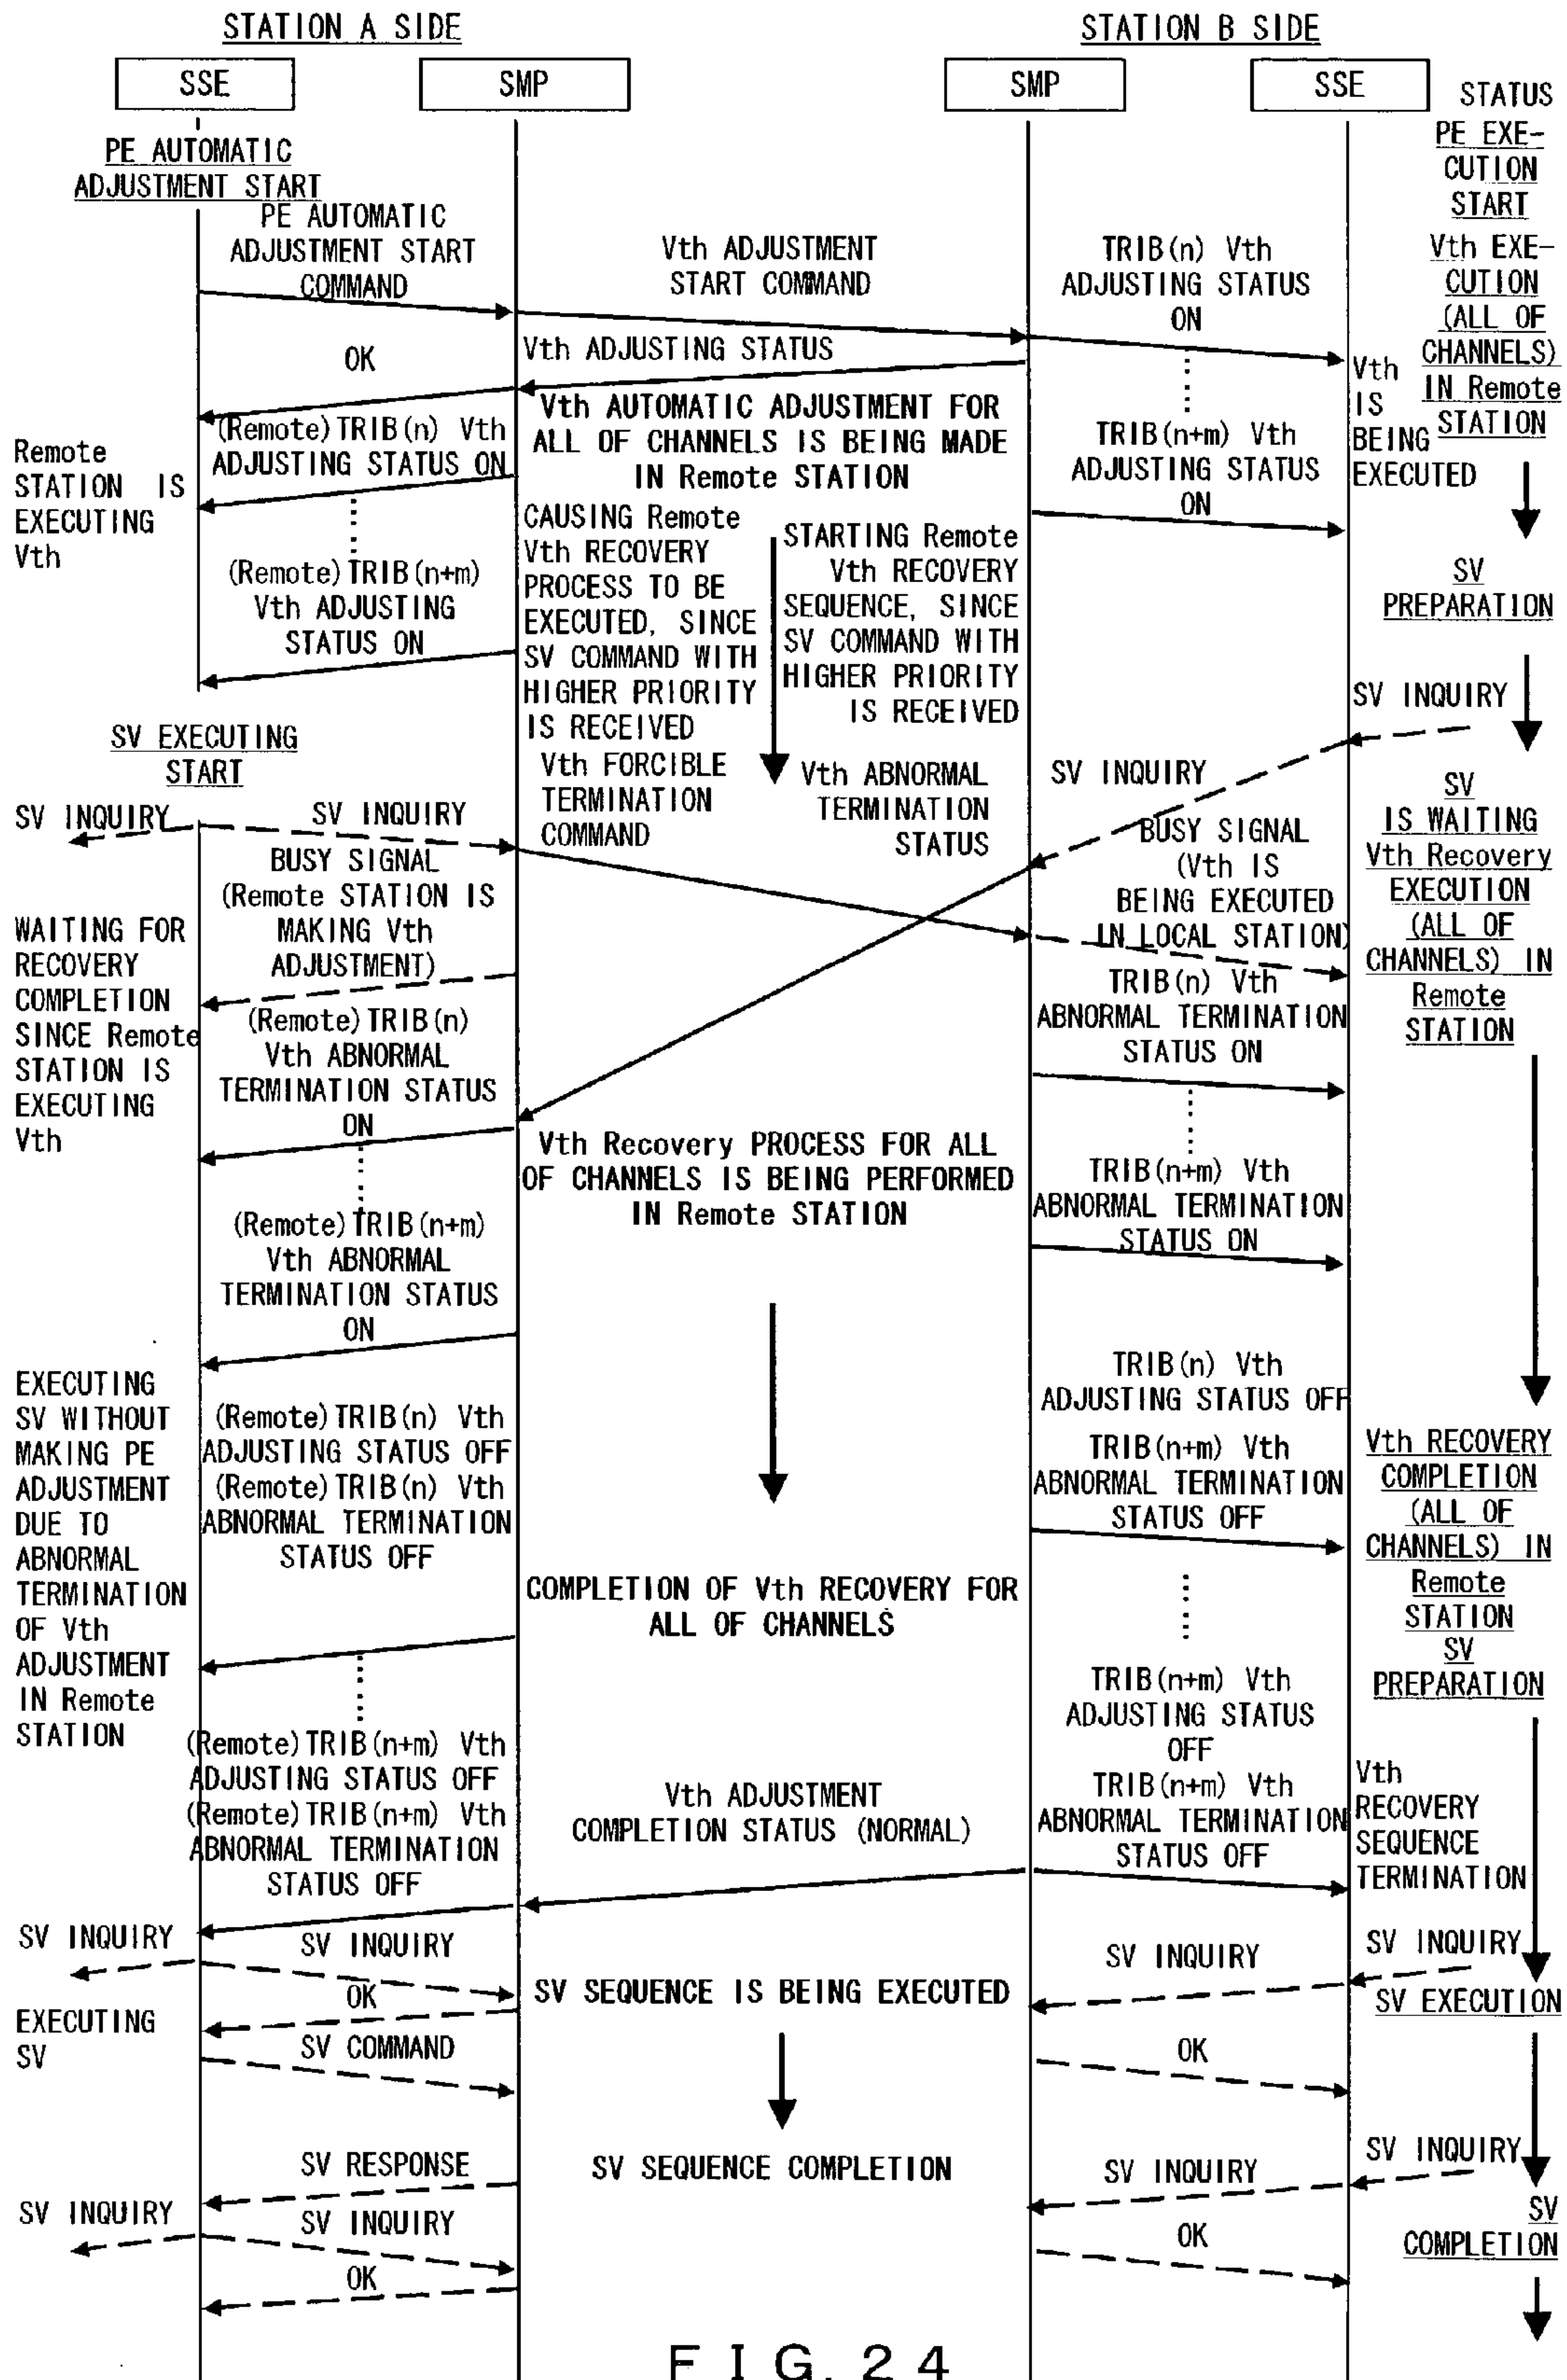 STATION A SIDE
STATION B SIDE
SSE
SMP
SMP
SSE
STATUS
PE AUTOMATIC
ADJUSTMENT START
PE EXE-
CUTION
START
PE AUTOMATIC
ADJUSTMENT START
COMMAND
Vth ADJUSTMENT
START COMMAND
TRIB(n) Vth
ADJUSTING STATUS
ON
Vth EXE-
CUTION
(ALL OF
CHANNELS)
IN Remote
STATION
OK
Vth ADJUSTING STATUS
Vth
IS
BEING
EXECUTED
Vth AUTOMATIC ADJUSTMENT FOR
ALL OF CHANNELS IS BEING MADE
IN Remote STATION
(Remote)TRIB(n) Vth
ADJUSTING STATUS ON
TRIB(n+m) Vth
ADJUSTING STATUS
ON
Remote
STATION IS
EXECUTING
Vth
CAUSING Remote
Vth RECOVERY
PROCESS TO BE
EXECUTED, SINCE
SV COMMAND WITH
HIGHER PRIORITY
IS RECEIVED
STARTING Remote
Vth RECOVERY
SEQUENCE, SINCE
SV COMMAND WITH
HIGHER PRIORITY
IS RECEIVED
(Remote)TRIB(n+m)
Vth ADJUSTING
STATUS ON
SV
PREPARATION
SV INQUIRY
SV EXECUTING
START
Vth FORCIBLE
TERMINATION
COMMAND
Vth ABNORMAL
TERMINATION
STATUS
SV INQUIRY
SV INQUIRY
SV INQUIRY
SV
IS WAITING
Vth Recovery
EXECUTION
(ALL OF
CHANNELS) IN
Remote
STATION
BUSY SIGNAL
(Remote STATION IS
MAKING Vth
ADJUSTMENT)
BUSY SIGNAL
(Vth IS
BEING EXECUTED
IN LOCAL STATION)
WAITING FOR
RECOVERY
COMPLETION
SINCE Remote
STATION IS
EXECUTING
Vth
(Remote)TRIB(n)
Vth ABNORMAL
TERMINATION STATUS
ON
TRIB(n) Vth
ABNORMAL TERMINATION
STATUS ON
Vth Recovery PROCESS FOR ALL
OF CHANNELS IS BEING PERFORMED
IN Remote STATION
TRIB(n+m) Vth
ABNORMAL TERMINATION
STATUS ON
(Remote)TRIB(n+m)
Vth ABNORMAL
TERMINATION STATUS
ON
EXECUTING
SV WITHOUT
MAKING PE
ADJUSTMENT
DUE TO
ABNORMAL
TERMINATION
OF Vth
ADJUSTMENT
IN Remote
STATION
(Remote)TRIB(n) Vth
ADJUSTING STATUS OFF
(Remote)TRIB(n) Vth
ABNORMAL TERMINATION
STATUS OFF
TRIB(n) Vth
ADJUSTING STATUS OFF
TRIB(n+m) Vth
ABNORMAL TERMINATION
STATUS OFF
Vth RECOVERY
COMPLETION
(ALL OF
CHANNELS) IN
Remote
STATION
SV
PREPARATION
COMPLETION OF Vth RECOVERY FOR
ALL OF CHANNELS
(Remote)TRIB(n+m) Vth
ADJUSTING STATUS OFF
(Remote)TRIB(n+m) Vth
ABNORMAL TERMINATION
STATUS OFF
Vth ADJUSTMENT
COMPLETION STATUS (NORMAL)
TRIB(n+m) Vth
ADJUSTING STATUS
OFF
TRIB(n+m) Vth
ABNORMAL TERMINATION
STATUS OFF
Vth
RECOVERY
SEQUENCE
TERMINATION
SV INQUIRY
SV INQUIRY
SV INQUIRY
SV INQUIRY
OK
SV SEQUENCE IS BEING EXECUTED
SV EXECUTION
EXECUTING
SV
SV COMMAND
OK
SV RESPONSE
SV SEQUENCE COMPLETION
SV INQUIRY
SV INQUIRY
SV INQUIRY
SV INQUIRY
OK
SV
COMPLETION
OK
FIG. 24